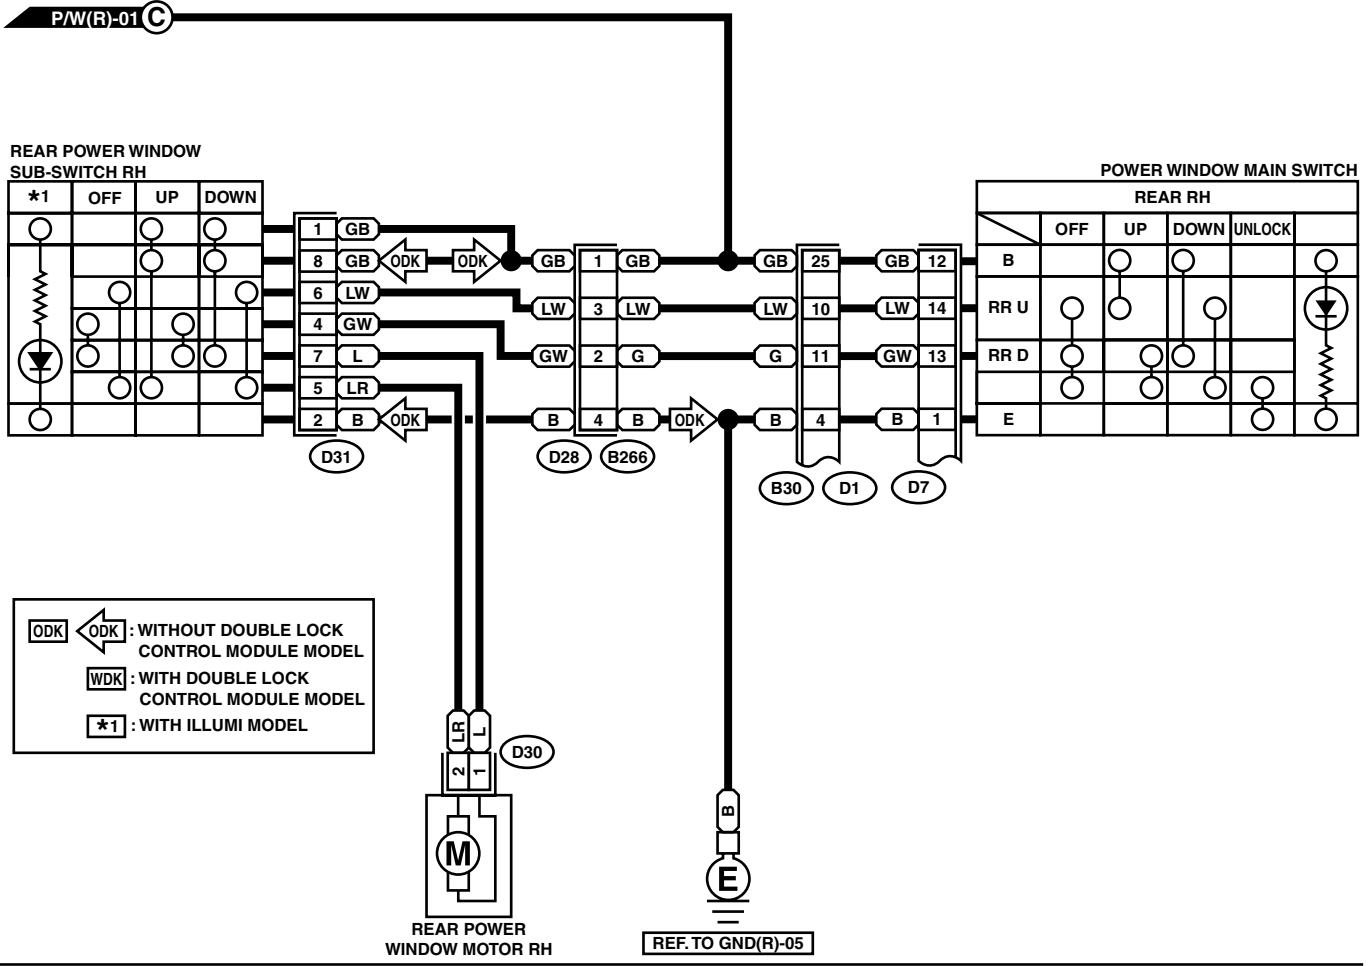 P/W(R)-01 C
REAR POWER WINDOW
SUB-SWITCH RH
*1 OFF UP DOWN
POWER WINDOW MAIN SWITCH
REAR RH
OFF UP DOWN UNLOCK
1 GB
8 GB ODK ODK GB 1 GB GB 25 GB 12 B
6 LW LW 3 LW LW 10 LW 14 RR U
4 GW
7 L GW 2 G G 11 GW 13 RR D
5 LR
2 B ODK B 4 B ODK B 4 B 1 E
D31 D28 B266 B30 D1 D7
ODK ODK : WITHOUT DOUBLE LOCK
CONTROL MODULE MODEL
WDK : WITH DOUBLE LOCK
CONTROL MODULE MODEL
*1 : WITH ILLUMI MODEL
LR L
2 1 D30
M
REAR POWER
WINDOW MOTOR RH
B
E
REF. TO GND(R)-05